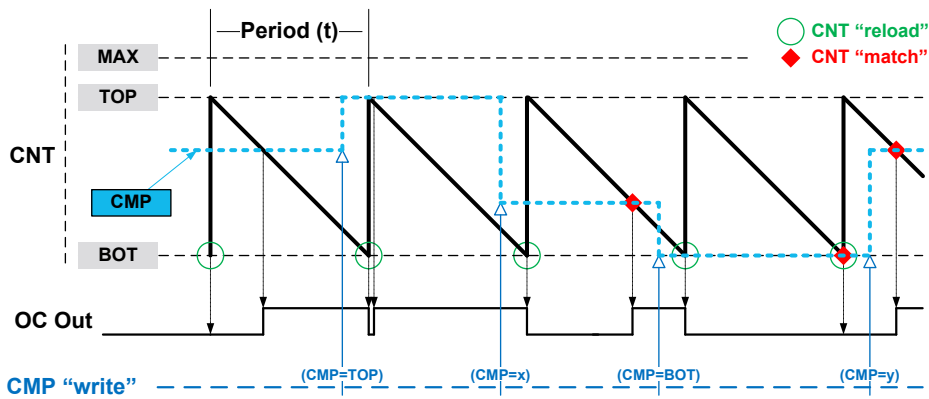 Period (t)
CNT “reload”
CNT “match”
MAX
TOP
CNT
CMP
BOT
OC Out
(CMP=TOP)
(CMP=x)
(CMP=BOT)
(CMP=y)
CMP “write”